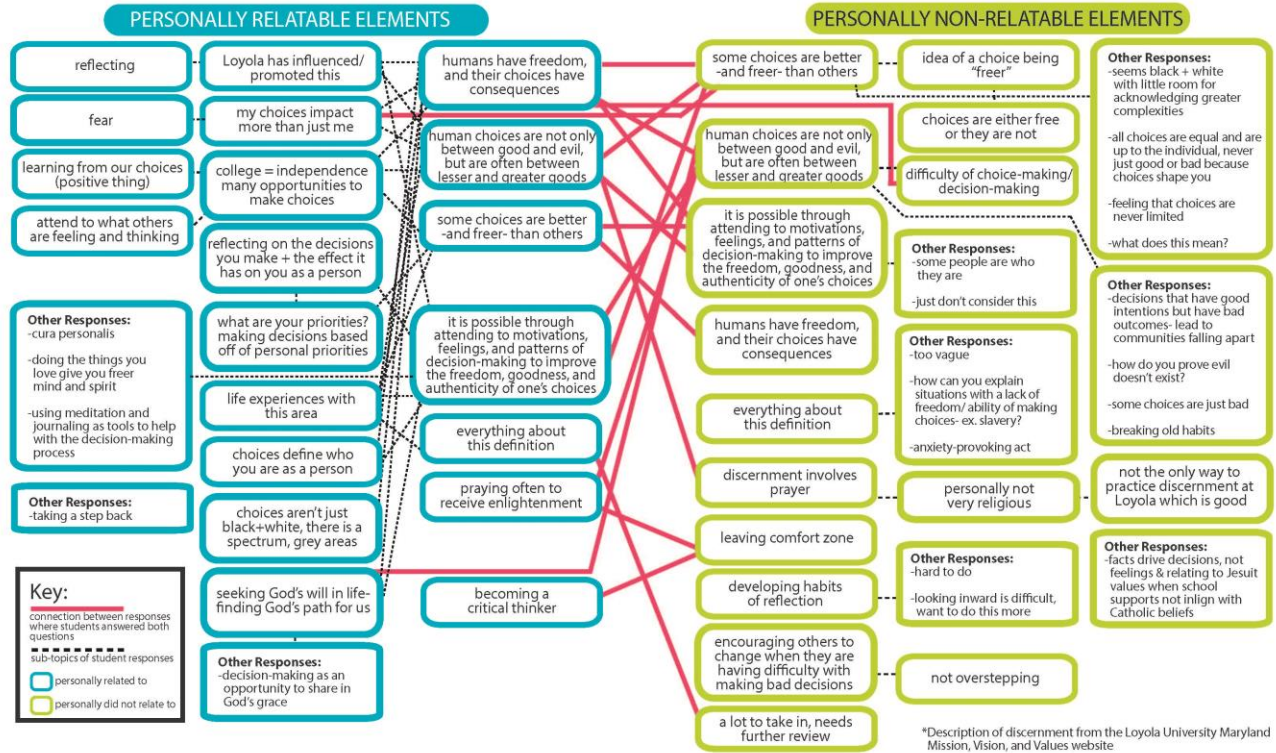 PERSONALLY RELATABLE ELEMENTS
PERSONALLY NON-RELATABLE ELEMENTS
reflecting
fear
learning from our choices
(positive thing)
attend to what others
are feeling and thinking
Other Responses:
-cura personalis
-doing the things you
love give you freer
mind and spirit
-using meditation and
journaling as tools to help
with the decision-making
process
Other Responses:
-taking a step back
Key:
connection between responses
where students answered both
questions
sub-topics of student responses
personally related to
personally did not relate to
Loyola has influenced/
promoted this
my choices impact
more than just me
college = independence
many opportunities to
make choices
reflecting on the decisions
you make + the effect it
has on you as a person
what are your priorities?
making decisions based
off of personal priorities
life experiences with
this area
choices define who
you are as a person
choices aren't just
black+white, there is a
spectrum, grey areas
seeking God's will in life-
finding God's path for us
Other Responses:
-decision-making as an
opportunity to share in
God's grace
humans have freedom,
and their choices have
consequences
human choices are not only
between good and evil,
but are often between
lesser and greater goods
some choices are better
-and freer- than others
it is possible through
attending to motivations,
feelings, and patterns of
decision-making to improve
the freedom, goodness, and
authenticity of one's choices
everything about
this definition
praying often to
receive enlightenment
becoming a
critical thinker
some choices are better
-and freer- than others
human choices are not only
between good and evil,
but are often between
lesser and greater goods
it is possible through
attending to motivations,
feelings, and patterns of
decision-making to improve
the freedom, goodness, and
authenticity of one's choices
humans have freedom,
and their choices have
consequences
everything about
this definition
discernment involves
prayer
leaving comfort zone
developing habits
of reflection
encouraging others to
change when they are
having difficulty with
making bad decisions
a lot to take in, needs
further review
idea of a choice being
"freer"
choices are either free
or they are not
difficulty of choice-making/
decision-making
Other Responses:
-some people are who
they are
-just don't consider this
Other Responses:
-too vague
-how can you explain
situations with a lack of
freedom/ ability of making
choices- ex. slavery?
-anxiety-provoking act
personally not
very religious
Other Responses:
-hard to do
-looking inward is difficult,
want to do this more
not overstepping
Other Responses:
-seems black + white
with little room for
acknowledging greater
complexities
-all choices are equal and are
up to the individual, never
just good or bad because
choices shape you
-feeling that choices are
never limited
-what does this mean?
Other Responses:
-decisions that have good
intentions but have bad
outcomes- lead to
communities falling apart
-how do you prove evil
doesn't exist?
-some choices are just bad
-breaking old habits
not the only way to
practice discernment at
Loyola which is good
Other Responses:
-facts drive decisions, not
feelings & relating to Jesuit
values when school
supports not inlign with
Catholic beliefs
*Description of discernment from the Loyola University Maryland
Mission, Vision, and Values website